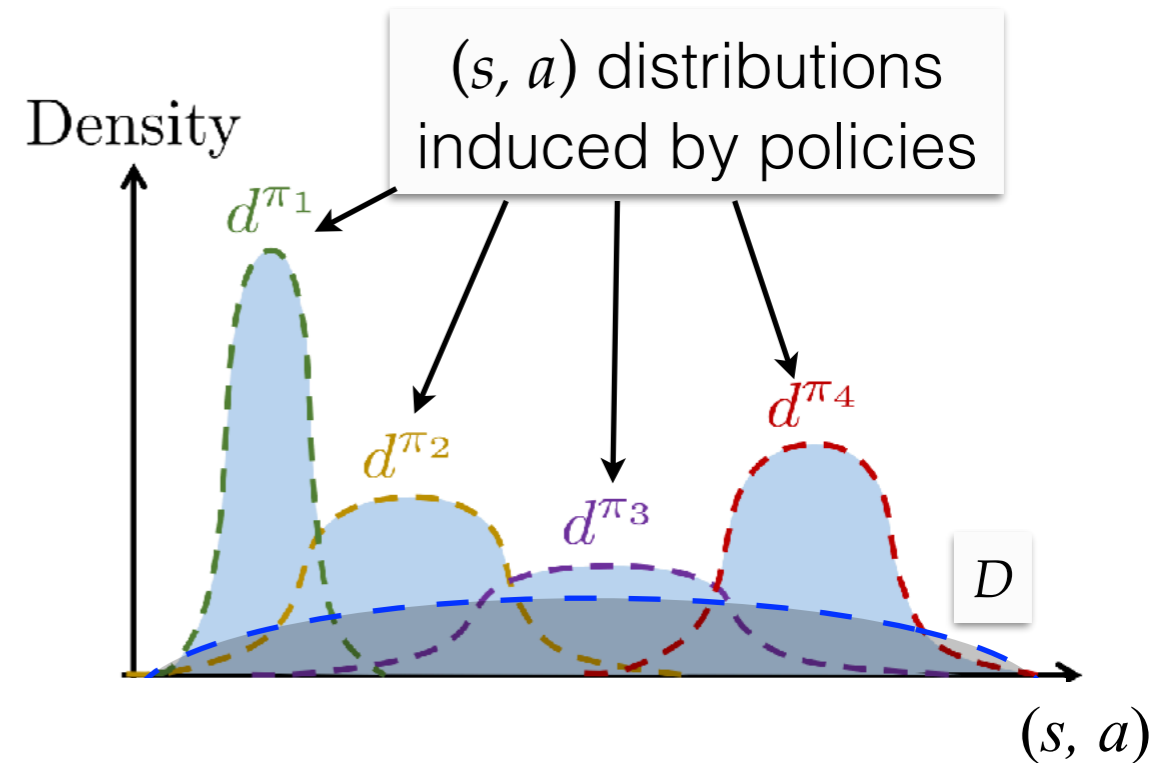 (s, a) distributions
induced by policies
Density
d^{π_1}
d^{π_2}
d^{π_3}
d^{π_4}
D
(s, a)